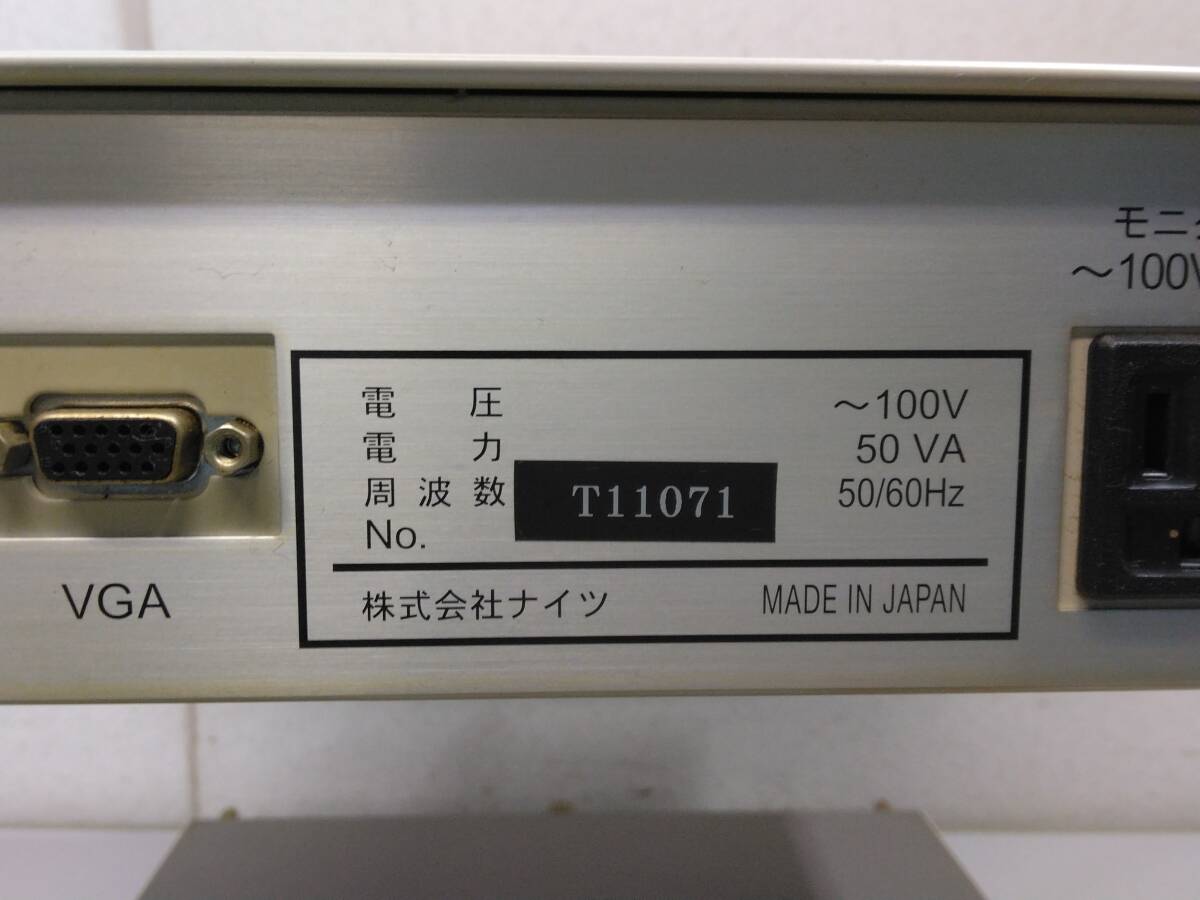 モニタ
～100V
電圧 ～100V
電力 50 VA
周波数 50/60Hz
No. T11071
株式会社ナイツ MADE IN JAPAN
VGA